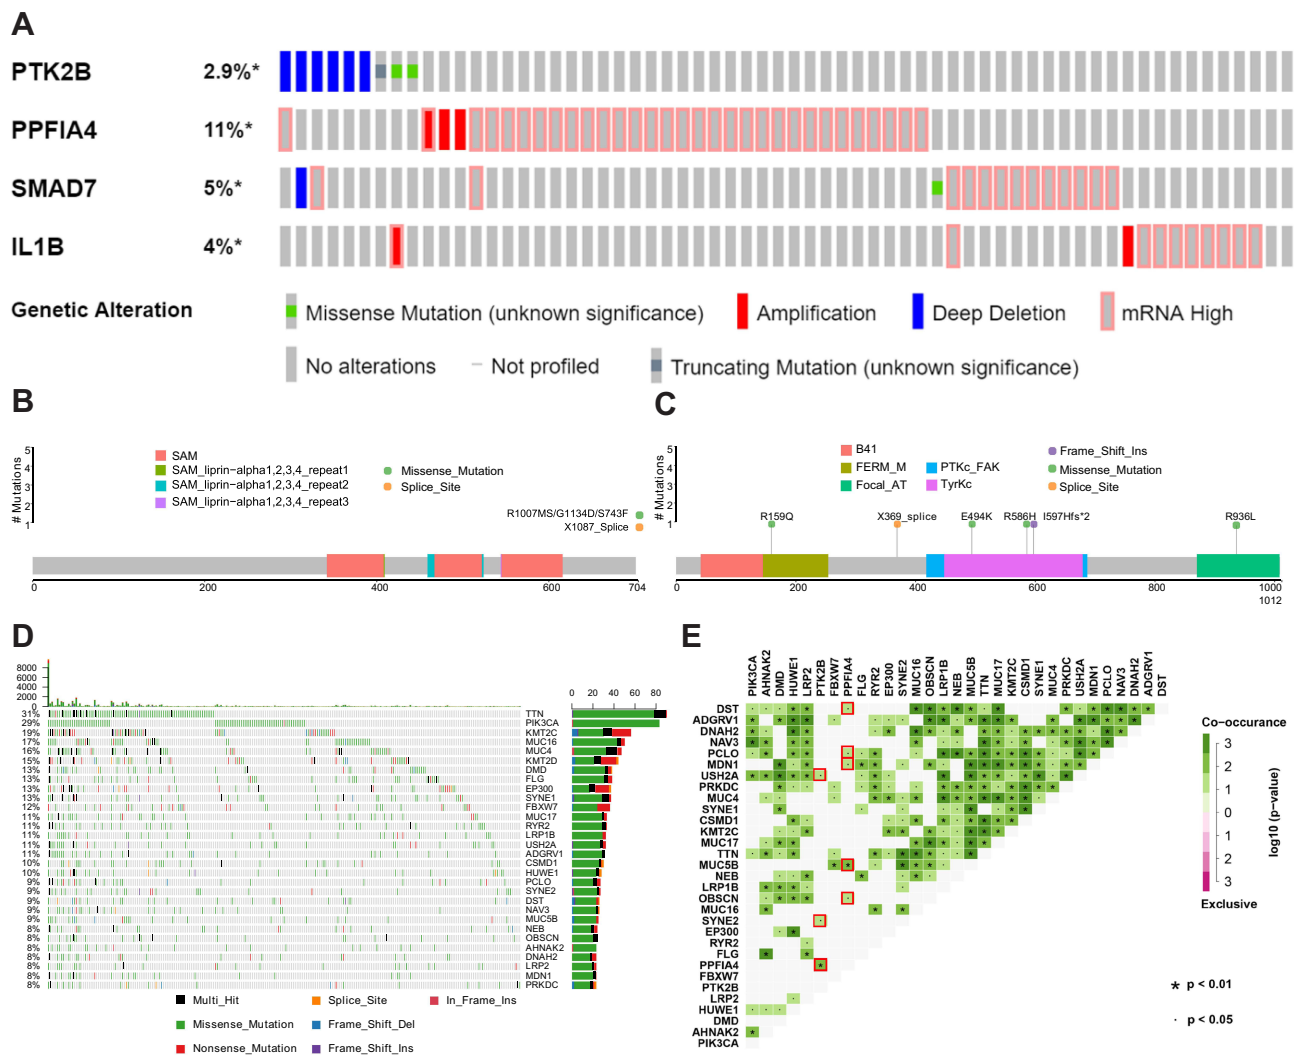 A
PTK2B 2.9%*
PPFIA4 11%*
SMAD7 5%*
IL1B 4%*
Genetic Alteration
Missense Mutation (unknown significance)
Amplification
Deep Deletion
mRNA High
No alterations
Not profiled
Truncating Mutation (unknown significance)
B
# Mutations
5
4
3
2
1
SAM
SAM_liprin−alpha1,2,3,4_repeat1
SAM_liprin−alpha1,2,3,4_repeat2
SAM_liprin−alpha1,2,3,4_repeat3
Missense_Mutation
Splice_Site
R1007MS/G1134D/S743F
X1087_Splice
0 200 400 600 704
C
# Mutations
5
4
3
2
1
B41
FERM_M
Focal_AT
PTKc_FAK
TyrKc
Frame_Shift_Ins
Missense_Mutation
Splice_Site
R159Q X369_splice E494K R586H I597Hfs*2 R936L
0 200 400 600 800 1000
1012
D
8000
6000
4000
2000
0
0 20 40 60 80
31% TTN
29% PIK3CA
19% KMT2C
17% MUC16
16% MUC4
15% KMT2D
13% DMD
13% FLG
13% EP300
13% SYNE1
12% FBXW7
11% MUC17
11% RYR2
11% LRP1B
11% USH2A
11% ADGRV1
10% CSMD1
10% HUWE1
9% PCLO
9% SYNE2
9% DST
9% NAV3
9% MUC5B
8% NEB
8% OBSCN
8% AHNAK2
8% DNAH2
8% LRP2
8% MDN1
8% PRKDC
Multi_Hit
Splice_Site
In_Frame_Ins
Missense_Mutation
Frame_Shift_Del
Nonsense_Mutation
Frame_Shift_Ins
E
PIK3CA AHNAK2 DMD HUWE1 LRP2 PTK2B FBXW7 PPFIA4 FLG RYR2 EP300 SYNE2 MUC16 OBSCN LRP1B NEB MUC5B TTN MUC17 KMT2C CSMD1 SYNE1 MUC4 PRKDC USH2A MDN1 PCLO NAV3 DNAH2 ADGRV1 DST
DST
ADGRV1
DNAH2
NAV3
PCLO
MDN1
USH2A
PRKDC
MUC4
SYNE1
CSMD1
KMT2C
MUC17
TTN
MUC5B
NEB
LRP1B
OBSCN
MUC16
SYNE2
EP300
RYR2
FLG
PPFIA4
FBXW7
PTK2B
LRP2
HUWE1
DMD
AHNAK2
PIK3CA
Co-occurance
3
2
1
0
1
2
3
log10 (p−value)
Exclusive
* p < 0.01
· p < 0.05